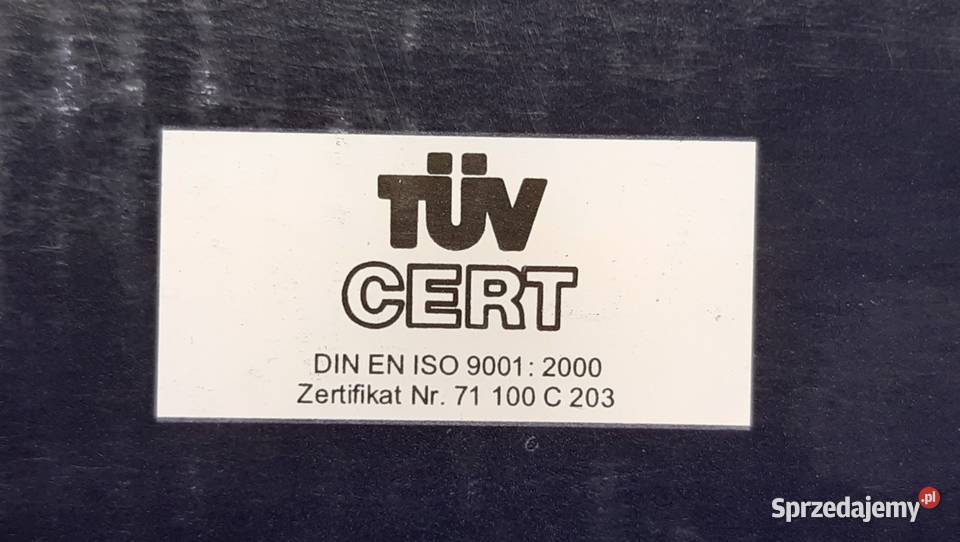 TÜV
CERT
DIN EN ISO 9001: 2000
Zertifikat Nr. 71 100 C 203
Sprzedajemy.pl